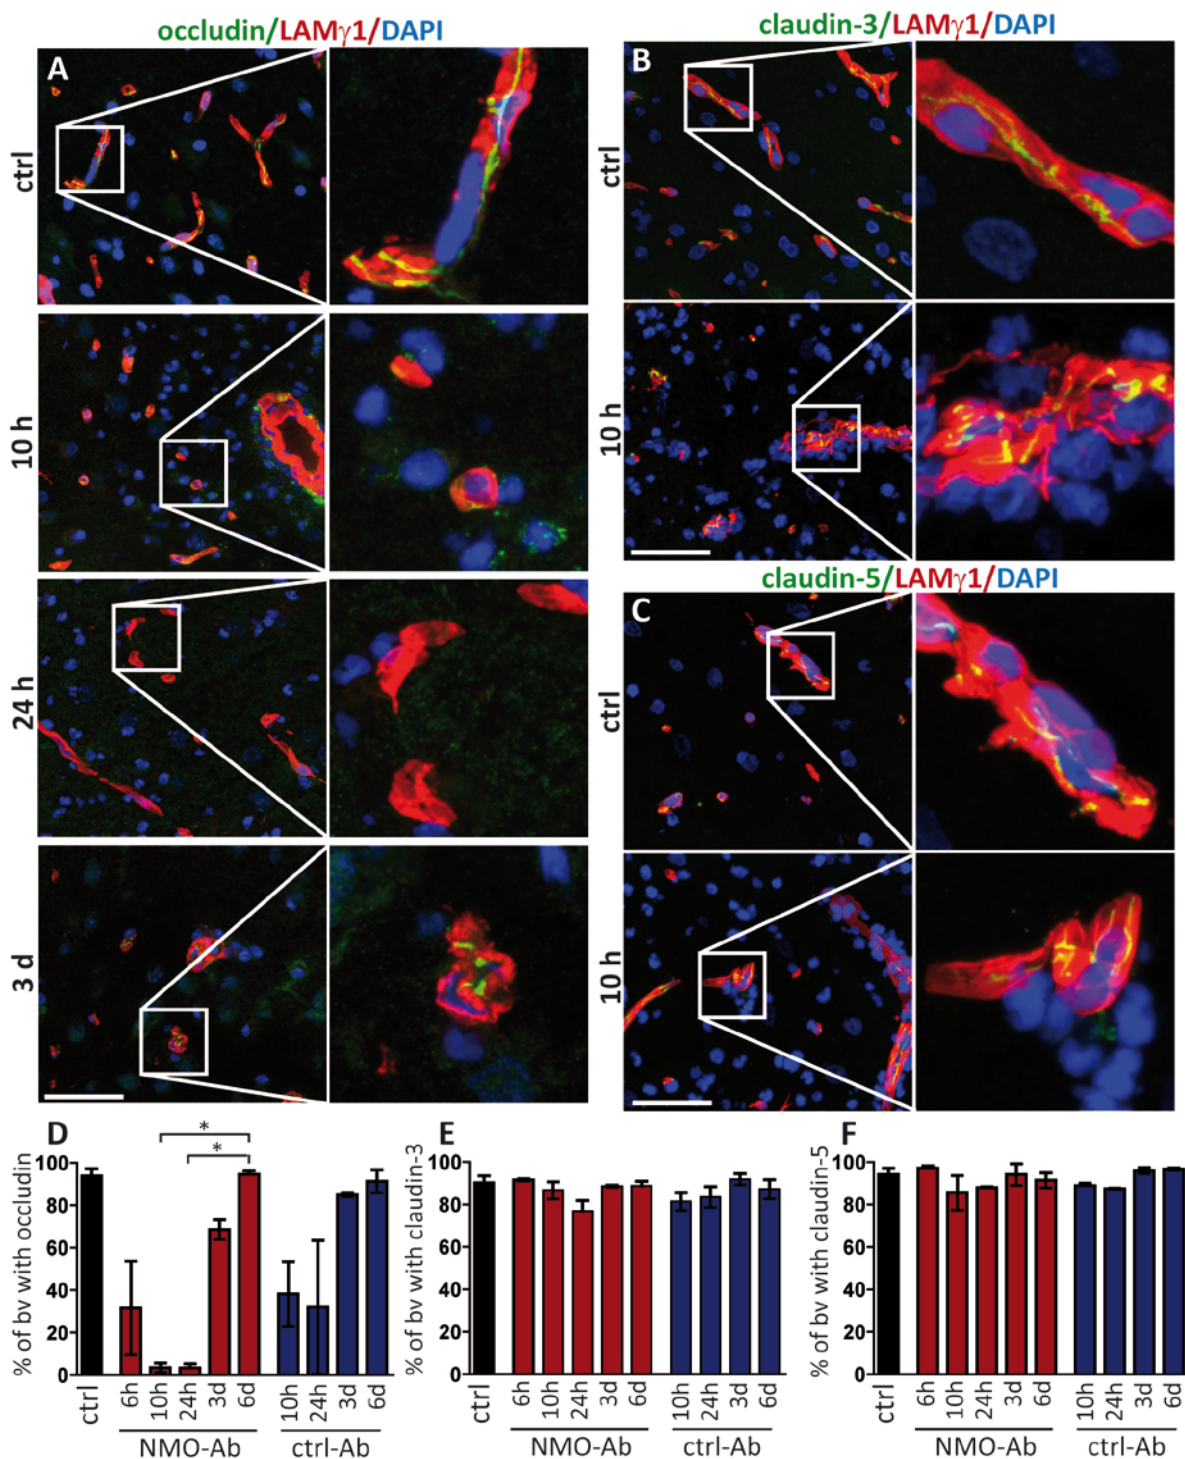 occludin/LAMγ1/DAPI
claudin-3/LAMγ1/DAPI
A
B
ctrl
ctrl
10 h
10 h
claudin-5/LAMγ1/DAPI
C
24 h
ctrl
3 d
10 h
D
* 
*
% of bv with occludin
100
80
60
40
20
0
ctrl 6h 10h 24h 3d 6d 10h 24h 3d 6d
NMO-Ab ctrl-Ab
E
% of bv with claudin-3
100
80
60
40
20
0
ctrl 6h 10h 24h 3d 6d 10h 24h 3d 6d
NMO-Ab ctrl-Ab
F
% of bv with claudin-5
100
80
60
40
20
0
ctrl 6h 10h 24h 3d 6d 10h 24h 3d 6d
NMO-Ab ctrl-Ab